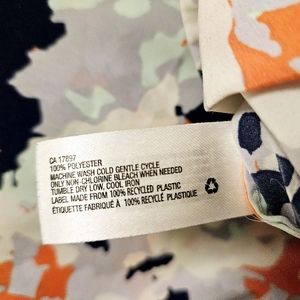 CA 17897
100% POLYESTER
MACHINE WASH COLD GENTLE CYCLE
ONLY NON-CHLORINE BLEACH WHEN NEEDED
TUMBLE DRY LOW, COOL IRON
LABEL MADE FROM 100% RECYCLED PLASTIC
ÉTIQUETTE FABRIQUÉE À 100% RECYCLÉ PLASTIQUE